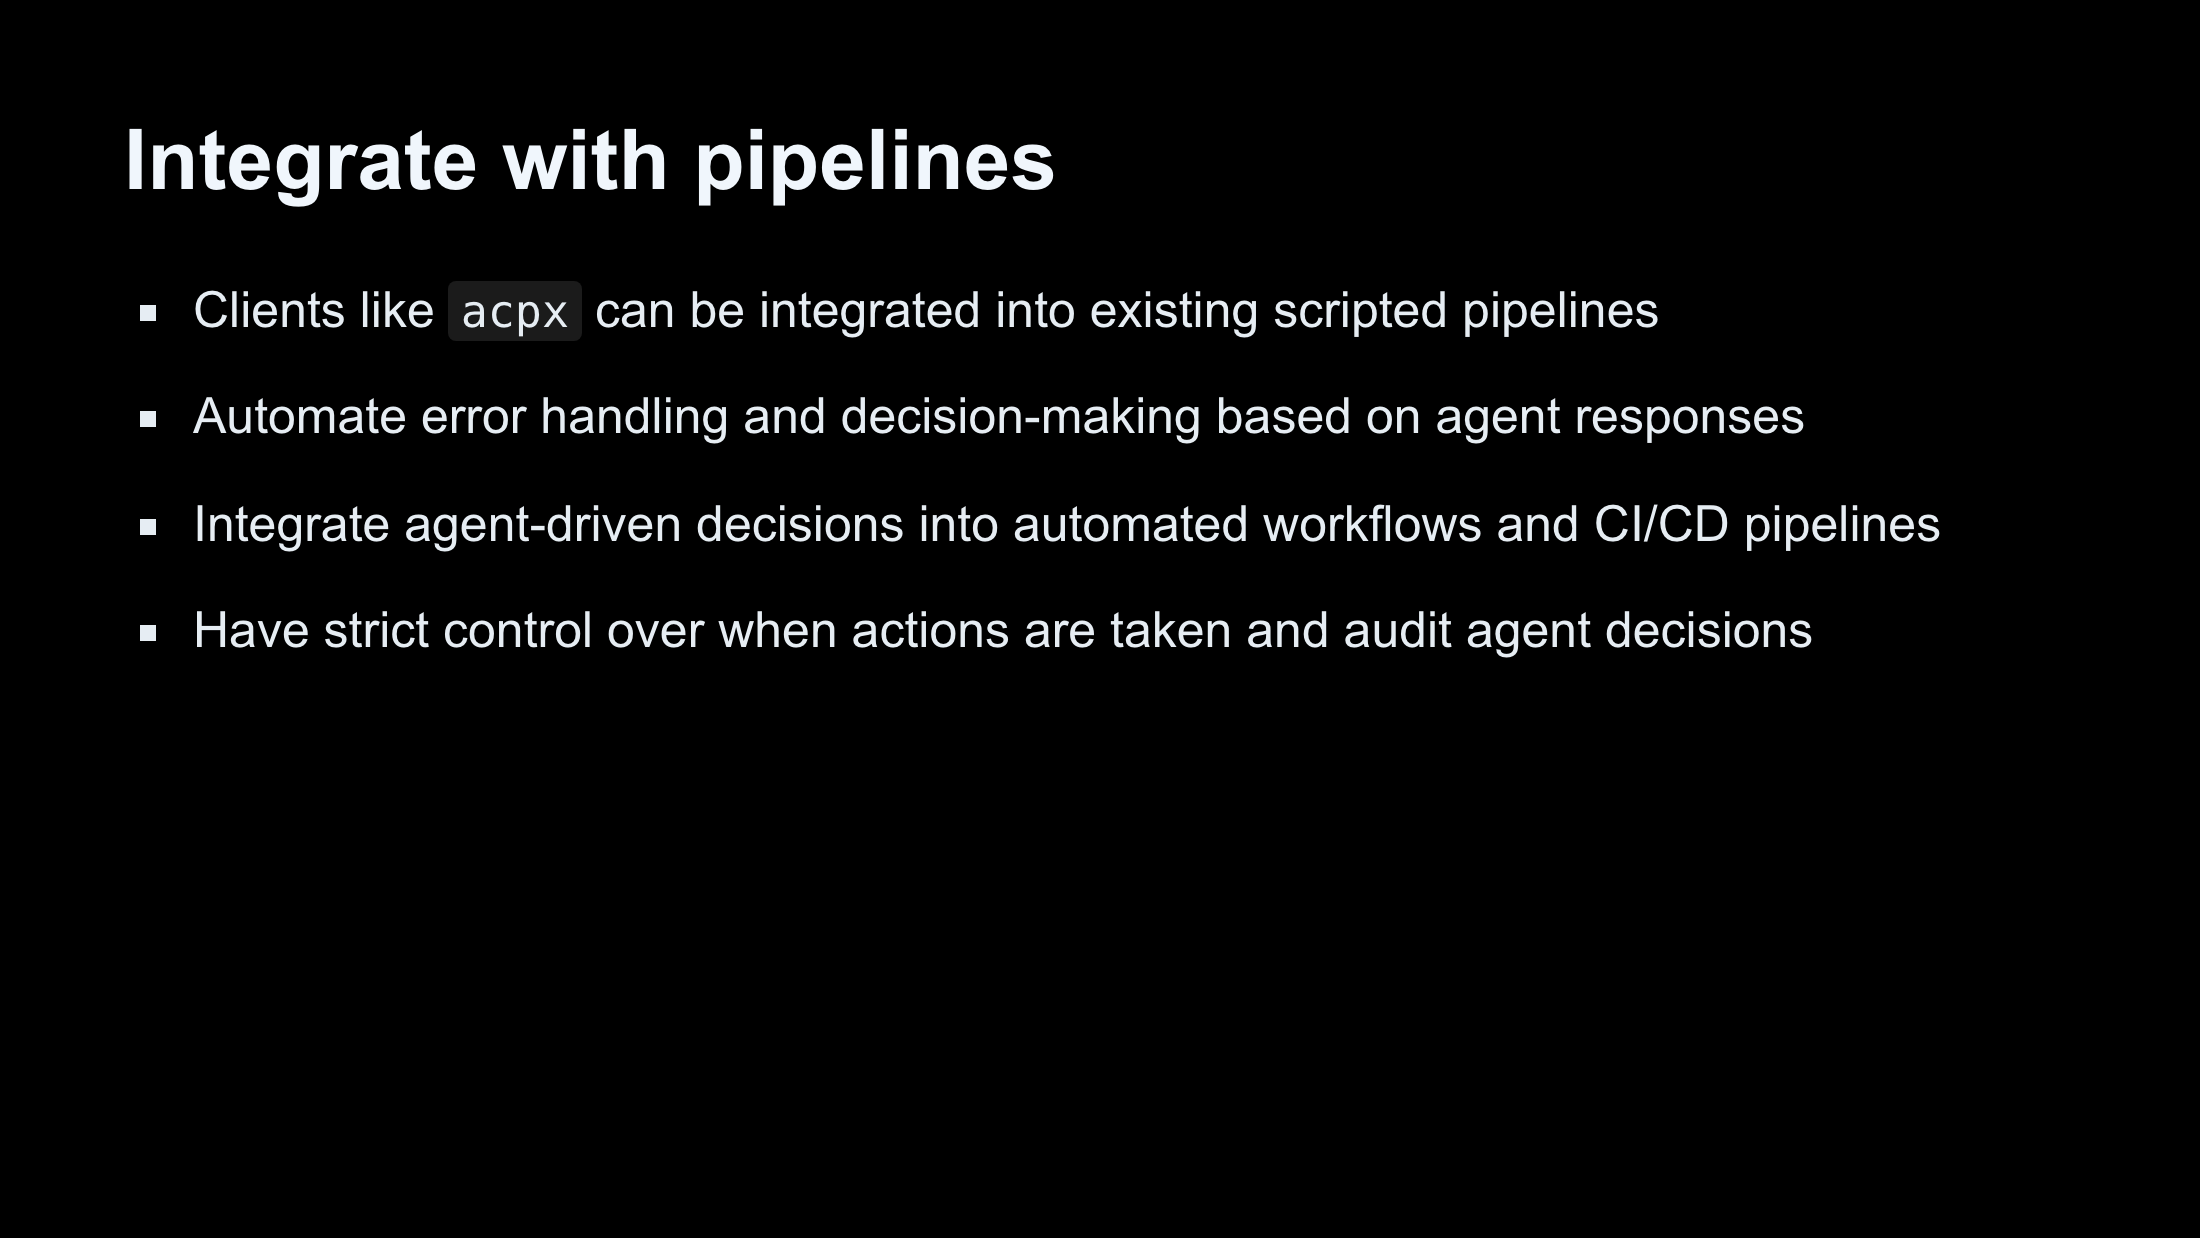 Integrate with pipelines
Clients like acpx can be integrated into existing scripted pipelines
Automate error handling and decision-making based on agent responses
Integrate agent-driven decisions into automated workflows and CI/CD pipelines
Have strict control over when actions are taken and audit agent decisions